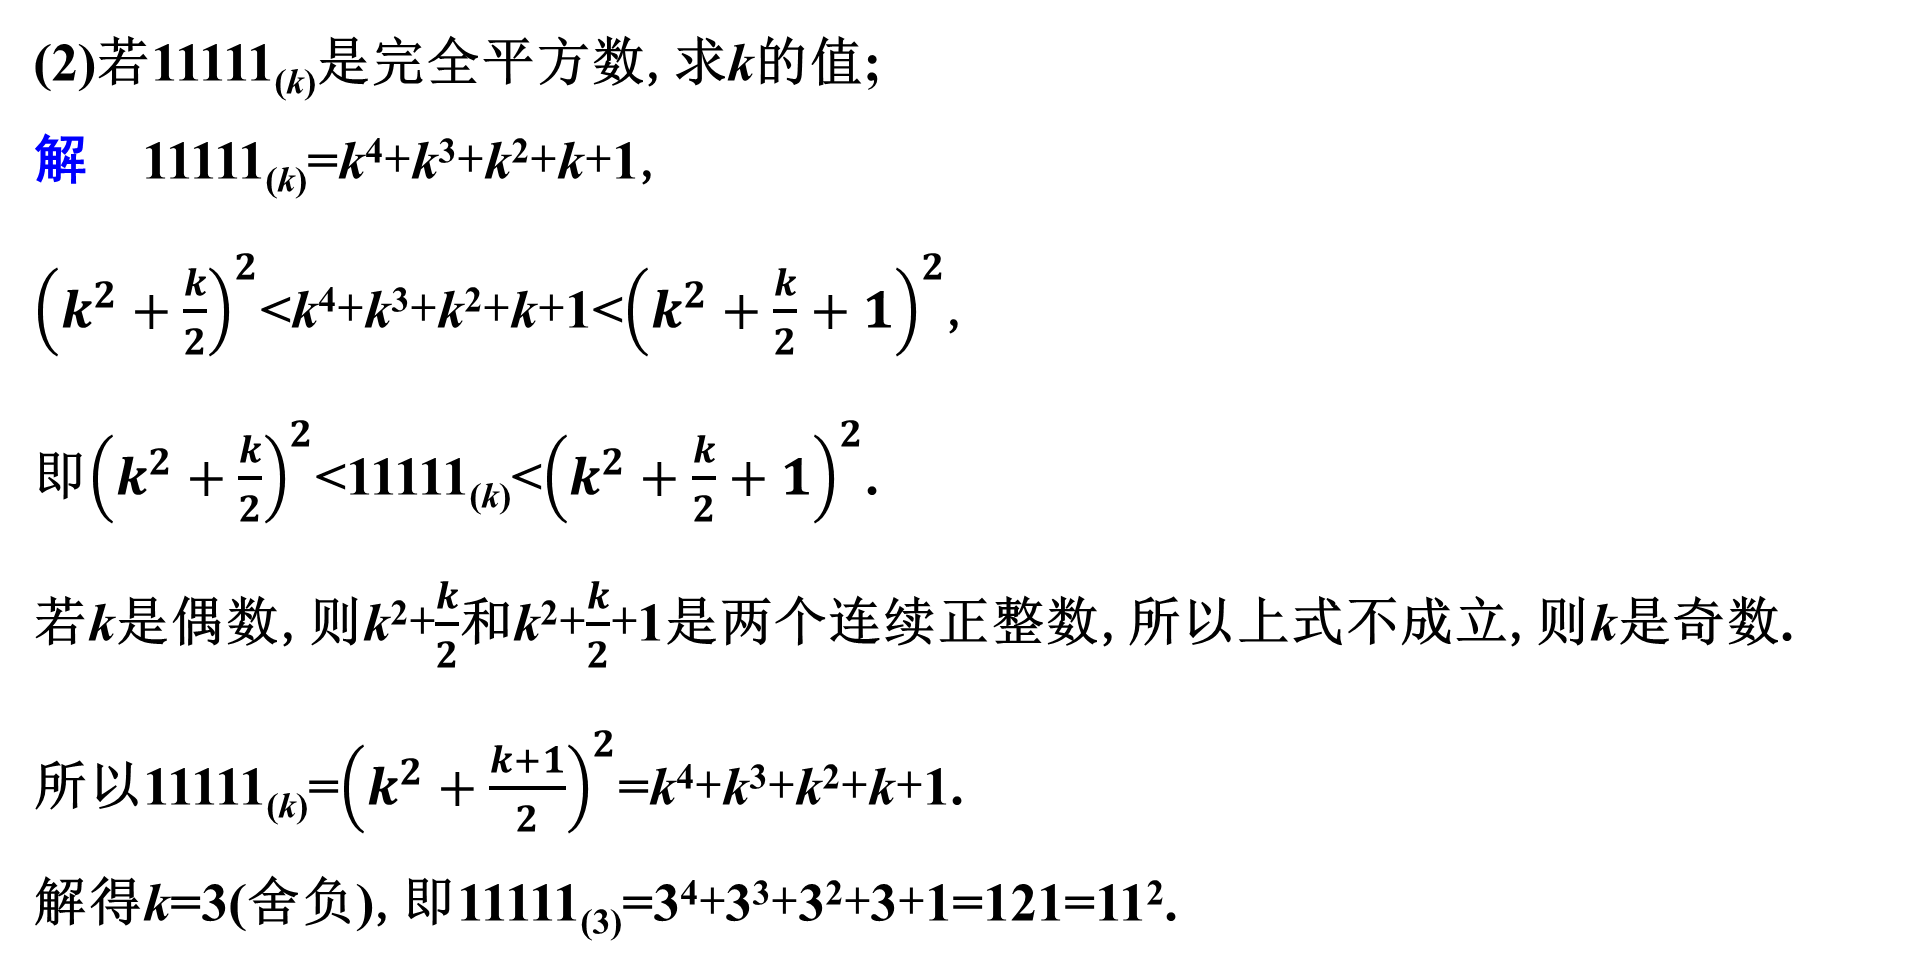 (2)若11111₍ₖ₎是完全平方数, 求k的值;
解 11111₍ₖ₎=k⁴+k³+k²+k+1,
(k²+k/2)²<k⁴+k³+k²+k+1<(k²+k/2+1)²,
即(k²+k/2)²<11111₍ₖ₎<(k²+k/2+1)².
若k是偶数, 则k²+k/2和k²+k/2+1是两个连续正整数, 所以上式不成立, 则k是奇数.
所以11111₍ₖ₎=(k²+(k+1)/2)²=k⁴+k³+k²+k+1.
解得k=3(舍负), 即11111₍₃₎=3⁴+3³+3²+3+1=121=11².